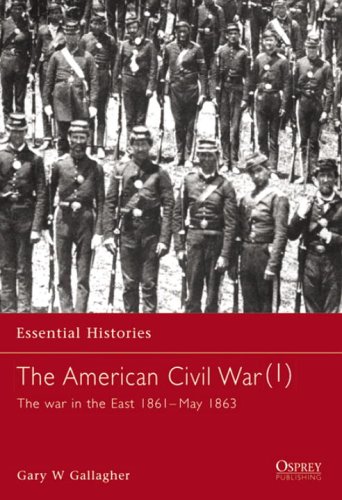 Essential Histories
The American Civil War (1)
The war in the East 1861–May 1863
Gary W Gallagher
OSPREY
PUBLISHING